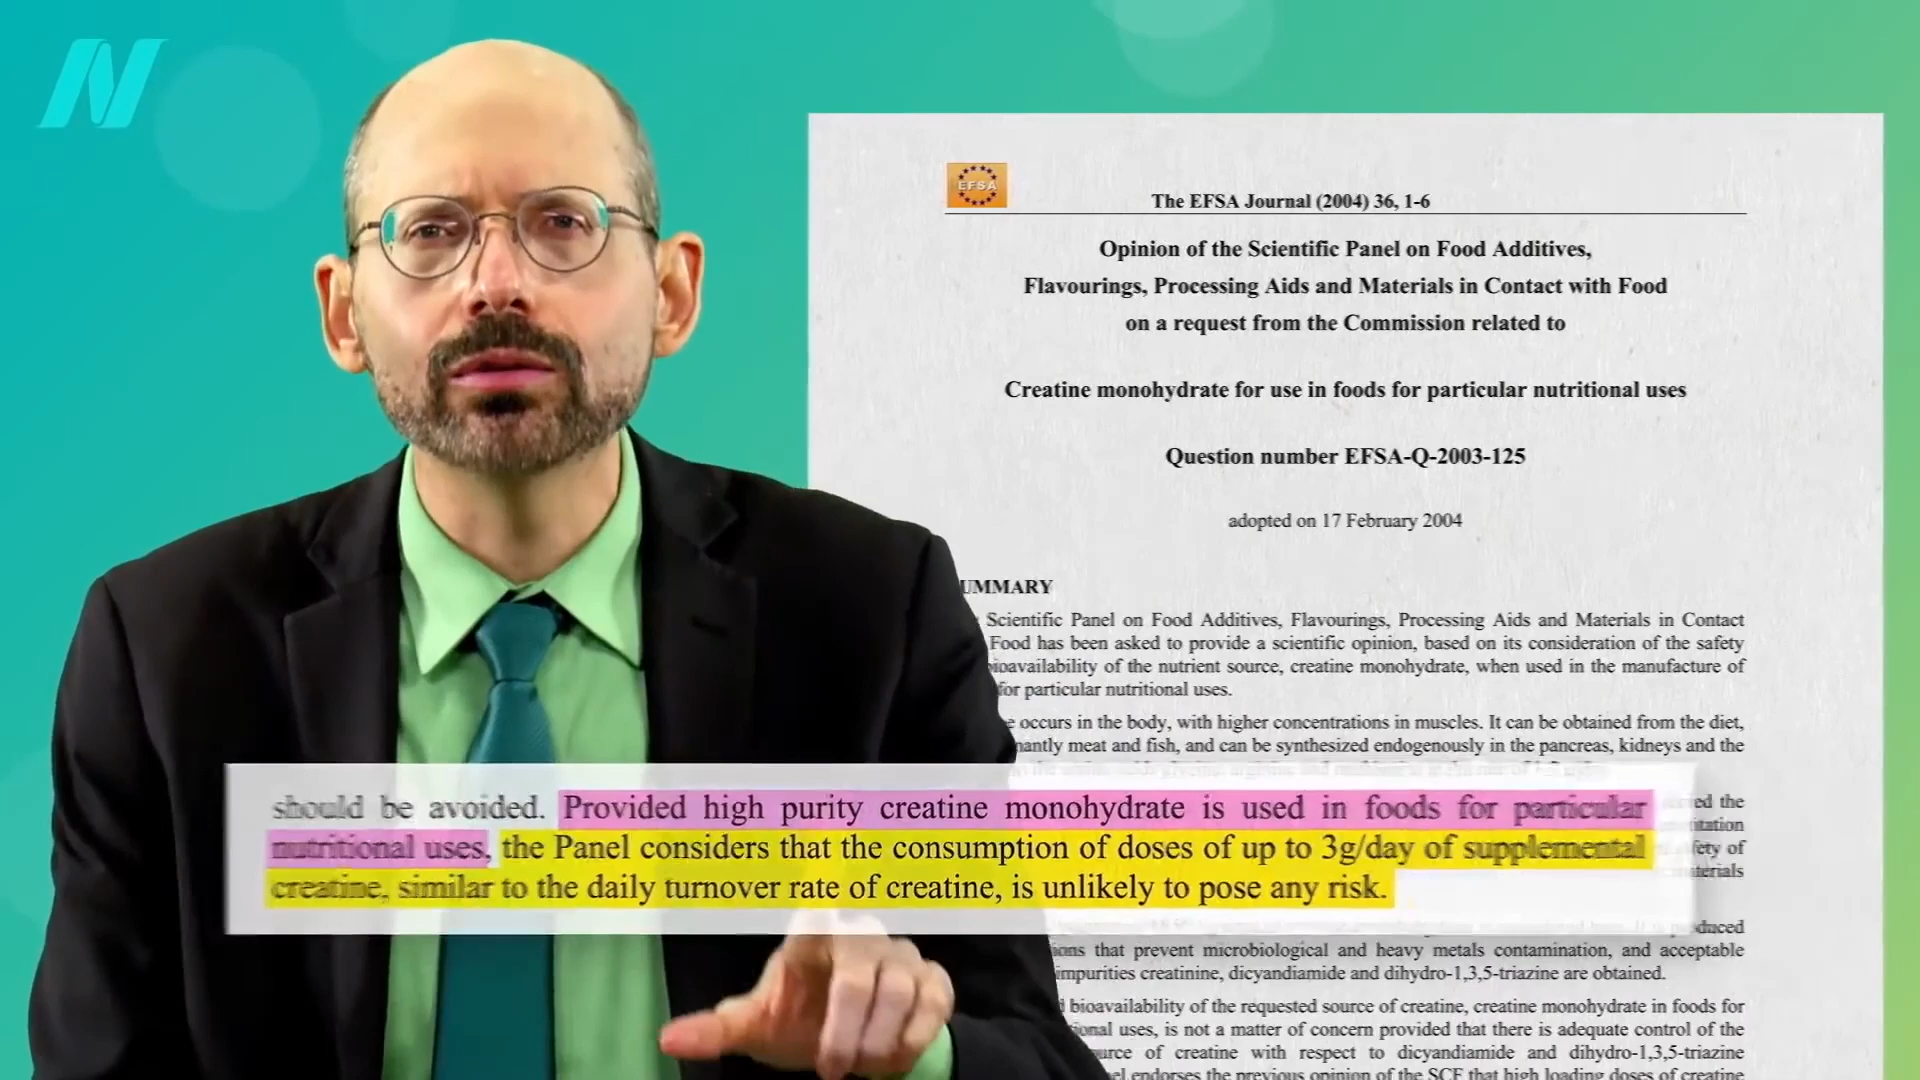 N
EFSA
The EFSA Journal (2004) 36, 1-6
Opinion of the Scientific Panel on Food Additives,
Flavourings, Processing Aids and Materials in Contact with Food
on a request from the Commission related to
Creatine monohydrate for use in foods for particular nutritional uses
Question number EFSA-Q-2003-125
adopted on 17 February 2004
UMMARY
Scientific Panel on Food Additives, Flavourings, Processing Aids and Materials in Contact
Food has been asked to provide a scientific opinion, based on its consideration of the safety
bioavailability of the nutrient source, creatine monohydrate, when used in the manufacture of
for particular nutritional uses.
e occurs in the body, with higher concentrations in muscles. It can be obtained from the diet,
nantly meat and fish, and can be synthesized endogenously in the pancreas, kidneys and the
should be avoided. Provided high purity creatine monohydrate is used in foods for particular
nutritional uses, the Panel considers that the consumption of doses of up to 3g/day of supplemental
creatine, similar to the daily turnover rate of creatine, is unlikely to pose any risk.
ed the
itation
fety of
terials
duced
ions that prevent microbiological and heavy metals contamination, and acceptable
impurities creatinine, dicyandiamide and dihydro-1,3,5-triazine are obtained.
d bioavailability of the requested source of creatine, creatine monohydrate in foods for
ional uses, is not a matter of concern provided that there is adequate control of the
urce of creatine with respect to dicyandiamide and dihydro-1,3,5-triazine
el endorses the previous opinion of the SCF that high loading doses of creatine